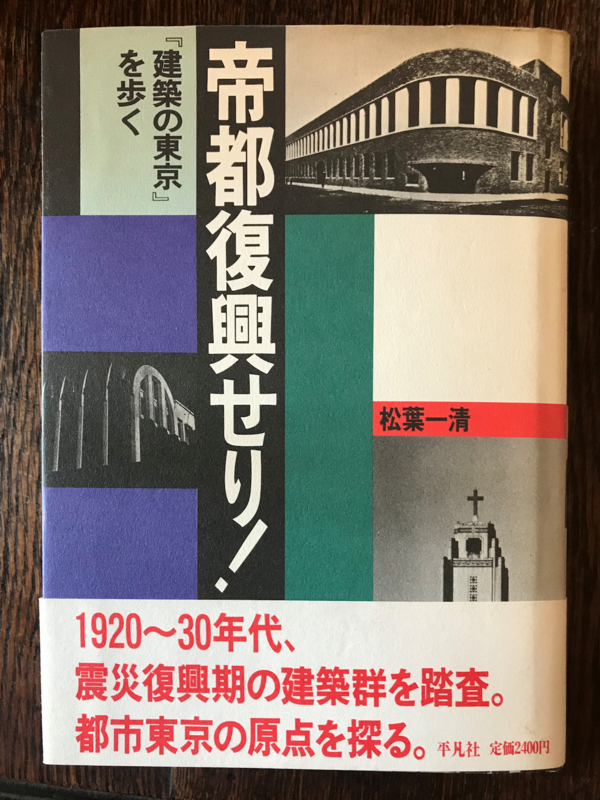 帝都復興せり!
『建築の東京』
を歩く
松葉一清
1920〜30年代、
震災復興期の建築群を踏査。
都市東京の原点を探る。
平凡社 定価2400円